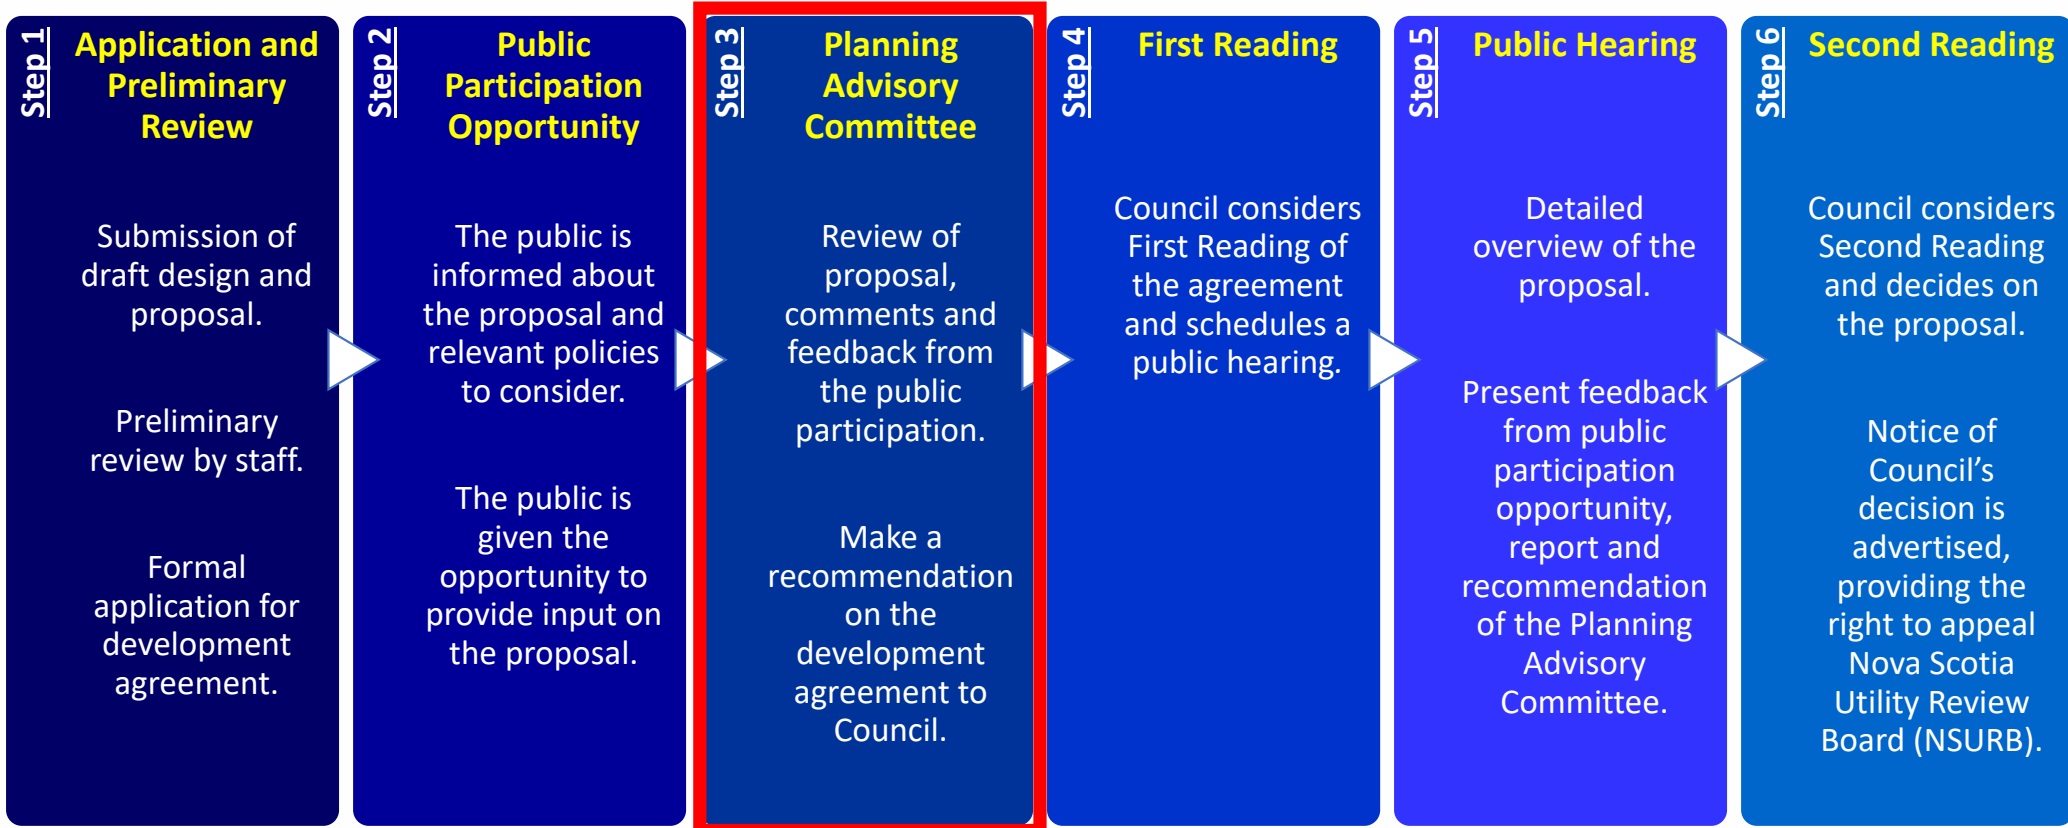 Step 1
Application and
Preliminary
Review
Submission of
draft design and
proposal.
Preliminary
review by staff.
Formal
application for
development
agreement.
Step 2
Public
Participation
Opportunity
The public is
informed about
the proposal and
relevant policies
to consider.
The public is
given the
opportunity to
provide input on
the proposal.
Step 3
Planning
Advisory
Committee
Review of
proposal,
comments and
feedback from
the public
participation.
Make a
recommendation
on the
development
agreement to
Council.
Step 4
First Reading
Council considers
First Reading of
the agreement
and schedules a
public hearing.
Step 5
Public Hearing
Detailed
overview of the
proposal.
Present feedback
from public
participation
opportunity,
report and
recommendation
of the Planning
Advisory
Committee.
Step 6
Second Reading
Council considers
Second Reading
and decides on
the proposal.
Notice of
Council’s
decision is
advertised,
providing the
right to appeal
Nova Scotia
Utility Review
Board (NSURB).